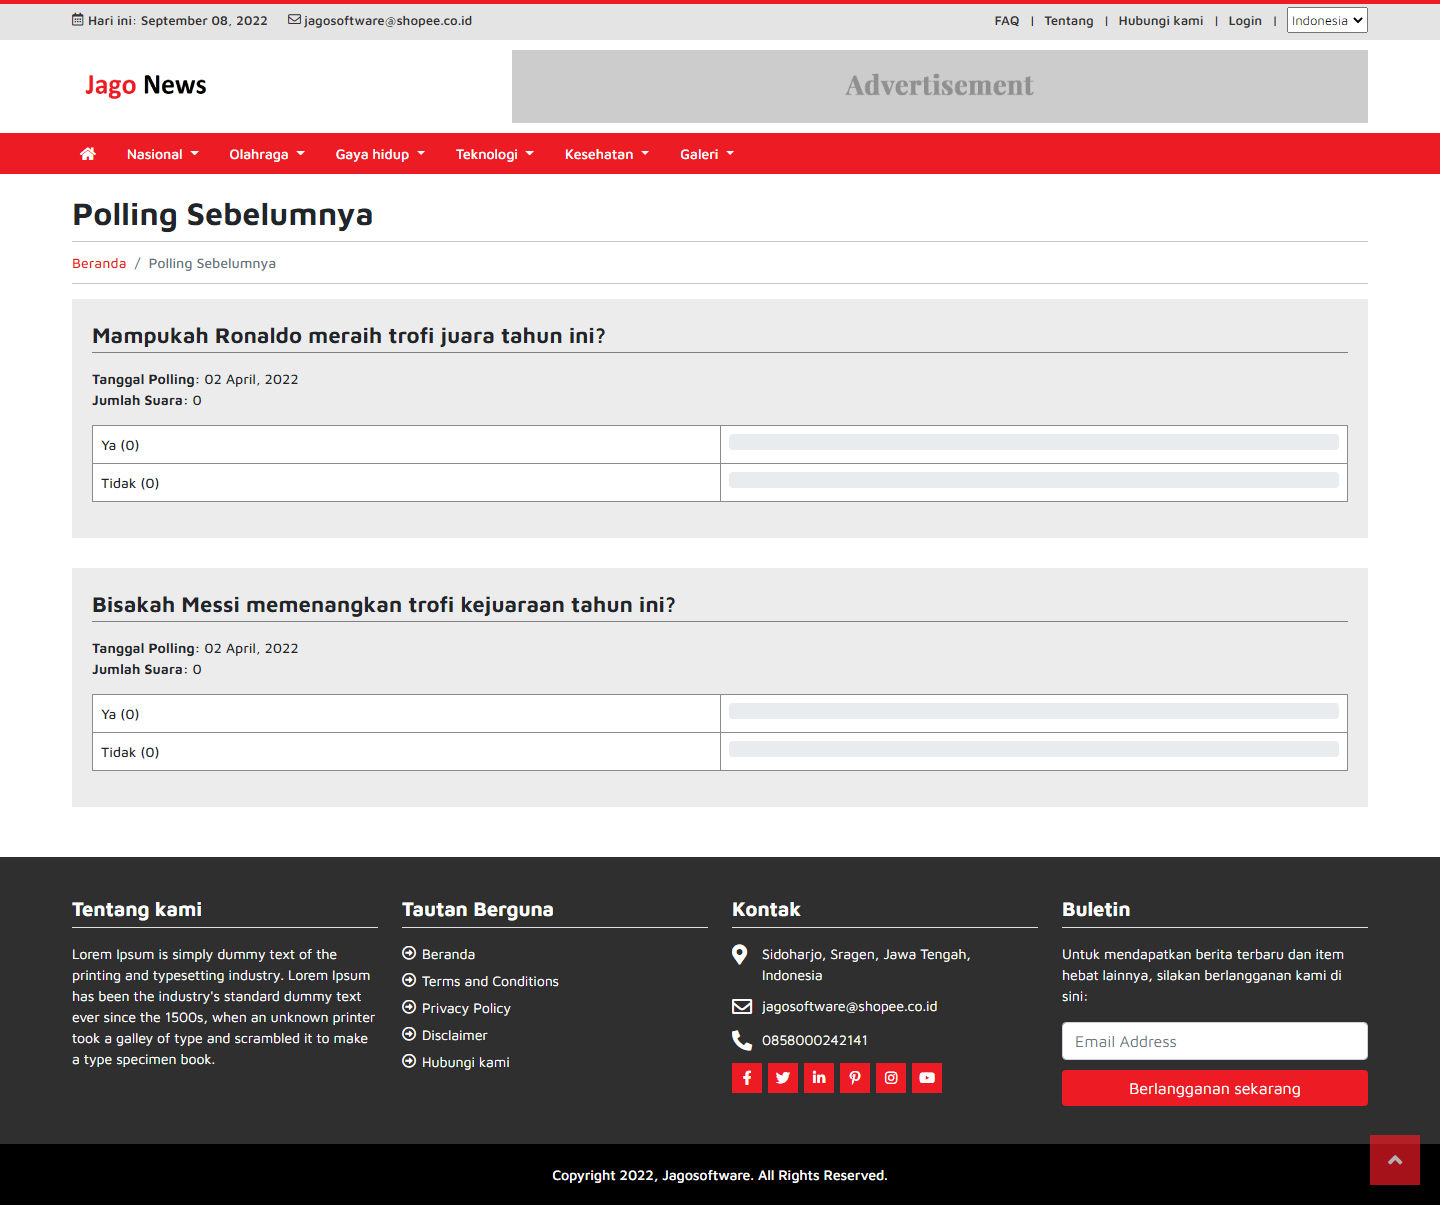 Hari ini: September 08, 2022
jagosoftware@shopee.co.id
FAQ | Tentang | Hubungi kami | Login | Indonesia
Jago News
Advertisement
Nasional Olahraga Gaya hidup Teknologi Kesehatan Galeri
Polling Sebelumnya
Beranda / Polling Sebelumnya
Mampukah Ronaldo meraih trofi juara tahun ini?
Tanggal Polling: 02 April, 2022
Jumlah Suara: 0
Ya (0)
Tidak (0)
Bisakah Messi memenangkan trofi kejuaraan tahun ini?
Tanggal Polling: 02 April, 2022
Jumlah Suara: 0
Ya (0)
Tidak (0)
Tentang kami
Lorem Ipsum is simply dummy text of the
printing and typesetting industry. Lorem Ipsum
has been the industry's standard dummy text
ever since the 1500s, when an unknown printer
took a galley of type and scrambled it to make
a type specimen book.
Tautan Berguna
Beranda
Terms and Conditions
Privacy Policy
Disclaimer
Hubungi kami
Kontak
Sidoharjo, Sragen, Jawa Tengah,
Indonesia
jagosoftware@shopee.co.id
0858000242141
Buletin
Untuk mendapatkan berita terbaru dan item
hebat lainnya, silakan berlangganan kami di
sini:
Email Address
Berlangganan sekarang
Copyright 2022, Jagosoftware. All Rights Reserved.